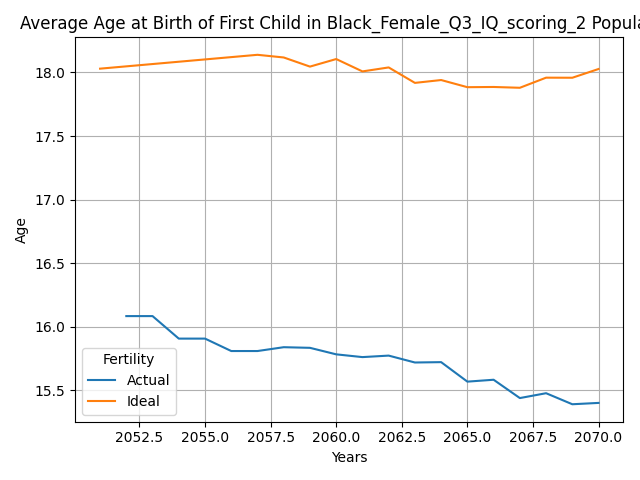 Average Age at Birth of First Child in Black_Female_Q3_IQ_scoring_2 Popula
18.0
17.5
17.0
16.5
16.0
15.5
Age
Fertility
Actual
Ideal
2052.5 2055.0 2057.5 2060.0 2062.5 2065.0 2067.5 2070.0
Years